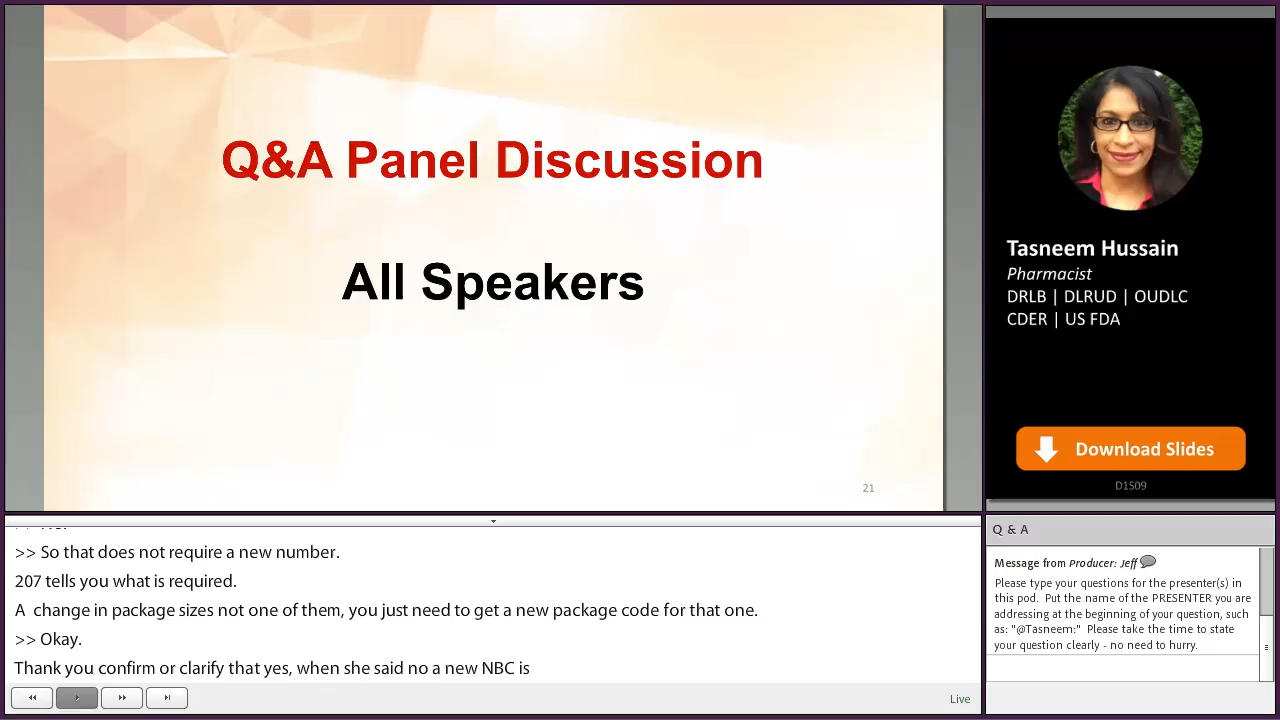 Q&A Panel Discussion
All Speakers
21
Tasneem Hussain
Pharmacist
DRLB | DLRUD | OUDLC
CDER | US FDA
Download Slides
D1S09
>> So that does not require a new number.
207 tells you what is required.
A change in package sizes not one of them, you just need to get a new package code for that one.
>> Okay.
Thank you confirm or clarify that yes, when she said no a new NBC is
Live
Q & A
Message from Producer: Jeff
Please type your questions for the presenter(s) in
this pod. Put the name of the PRESENTER you are
addressing at the beginning of your question, such
as: "@Tasneem:" Please take the time to state
your question clearly - no need to hurry.